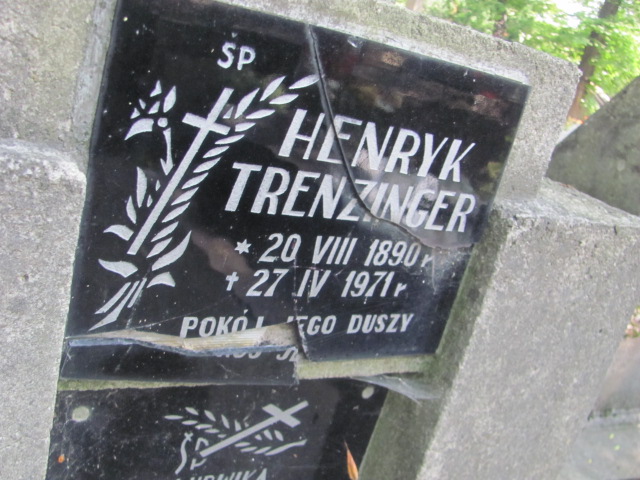 ŚP
HENRYK
TRENZINGER
* 20 VIII 1890 r
† 27 IV 1971 r
POKÓJ JEGO DUSZY